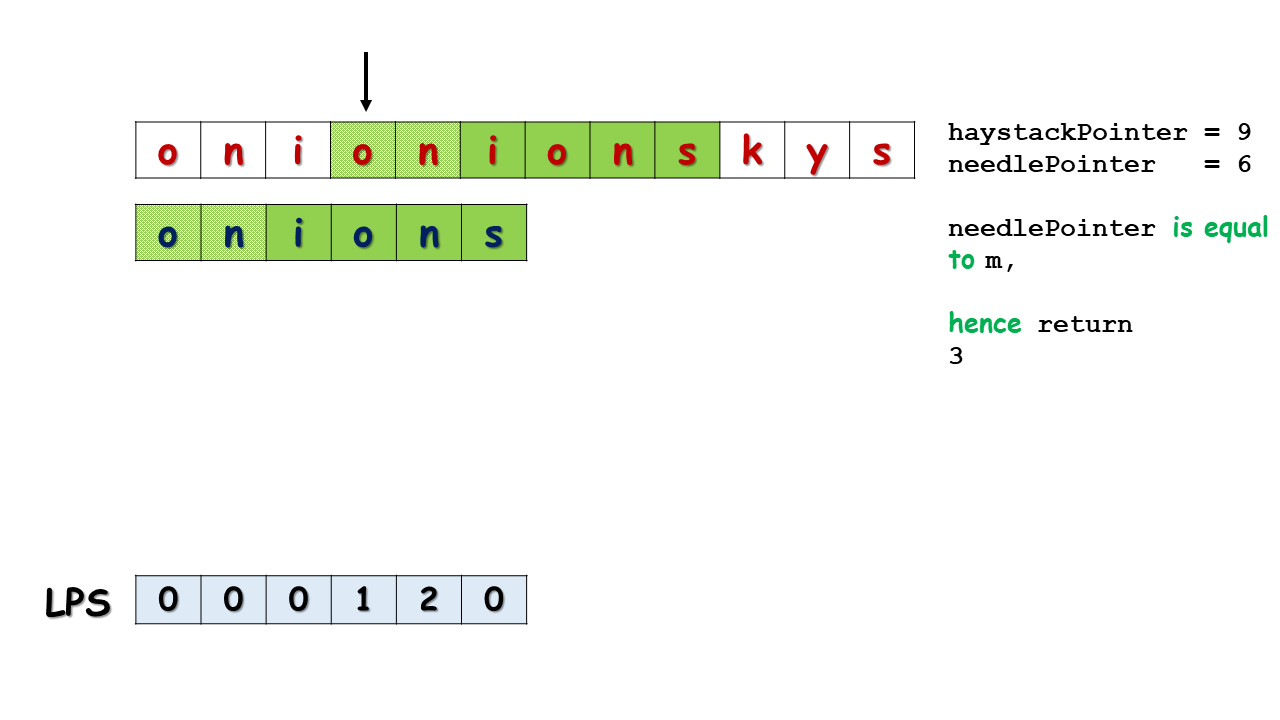 o n i o n i o n s k y s
o n i o n s
haystackPointer = 9
needlePointer = 6
needlePointer is equal
to m,
hence return
3
LPS 0 0 0 1 2 0